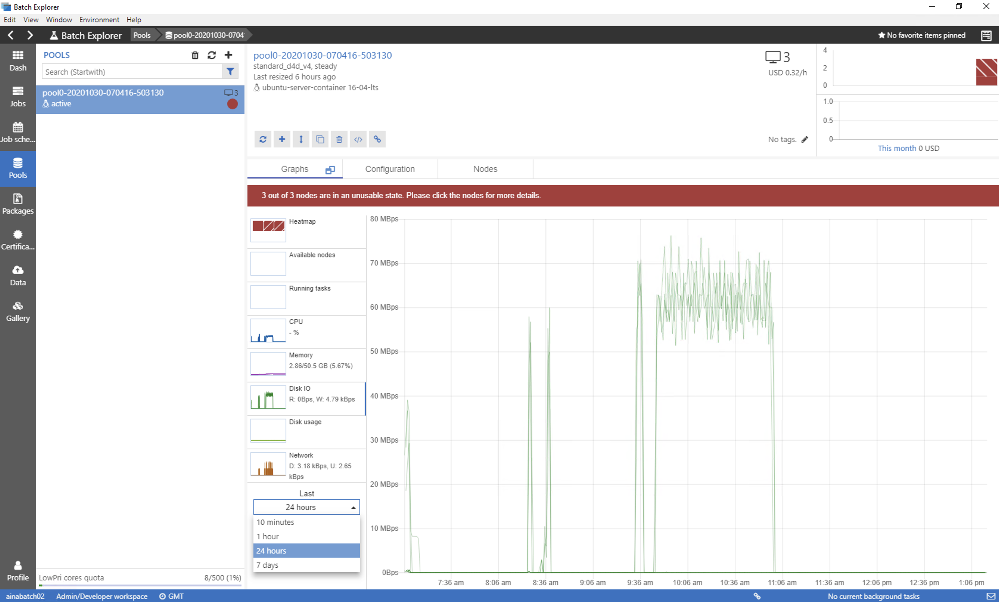 Batch Explorer
Edit View Window Environment Help
Batch Explorer Pools pool0-20201030-0704
No favorite items pinned
Dash
Jobs
Job sche...
Pools
Packages
Certifica...
Data
Gallery
Profile
POOLS
Search (Startwith)
pool0-20201030-070416-503130 3
active
LowPri cores quota 8/500 (1%)
pool0-20201030-070416-503130
standard_d4d_v4, steady
Last resized 6 hours ago
ubuntu-server-container 16-04-lts
3
USD 0.32/h
No tags.
4
2
0
1.0
0.5
0
This month 0 USD
Graphs Configuration Nodes
3 out of 3 nodes are in an unusable state. Please click the nodes for more details.
Heatmap
Available nodes
Running tasks
CPU
- %
Memory
2.86/50.5 GB (5.67%)
Disk IO
R: 0Bps, W: 4.79 kBps
Disk usage
Network
D: 3.18 kBps, U: 2.65
kBps
Last
24 hours
10 minutes
1 hour
24 hours
7 days
80 MBps
70 MBps
60 MBps
50 MBps
40 MBps
30 MBps
20 MBps
10 MBps
0Bps
7:36 am 8:06 am 8:36 am 9:06 am 9:36 am 10:06 am 10:36 am 11:06 am 11:36 am 12:06 pm 12:36 pm 1:06 pm
ainabatch02 Admin/Developer workspace GMT
No current background tasks